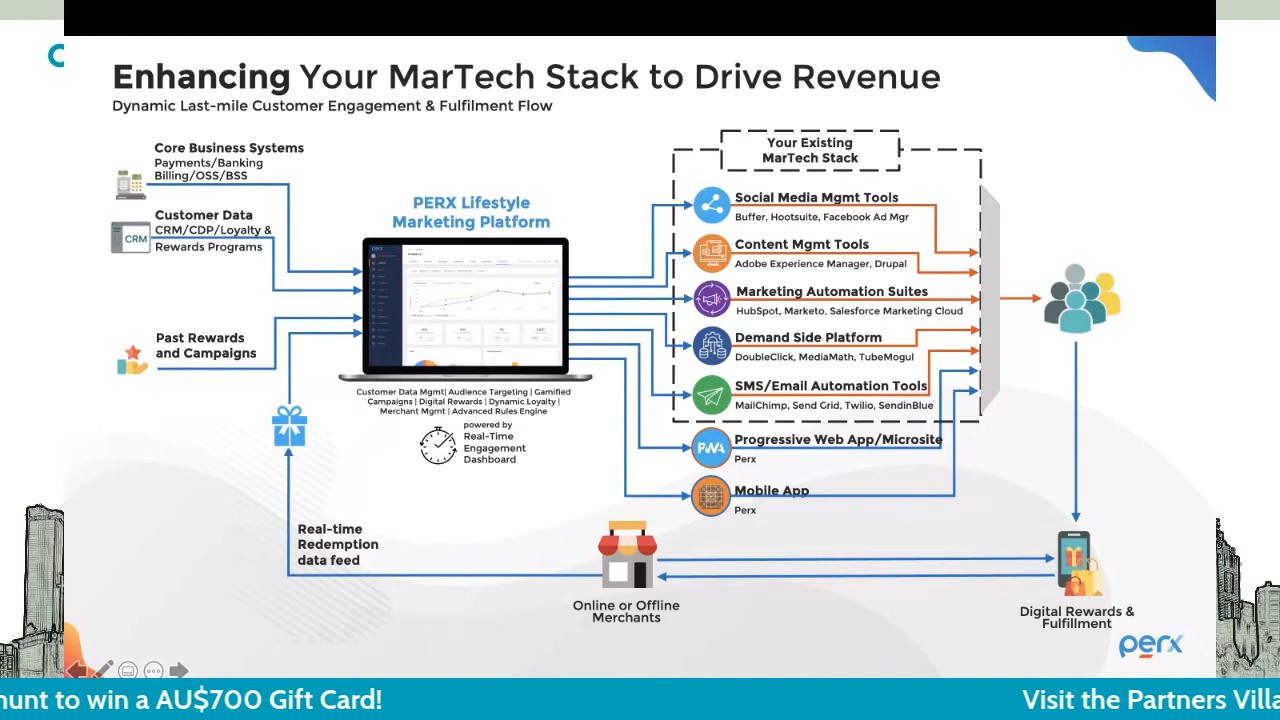 Enhancing Your MarTech Stack to Drive Revenue
Dynamic Last-mile Customer Engagement & Fulfilment Flow
Core Business Systems
Payments/Banking
Billing/OSS/BSS
Customer Data
CRM/CDP/Loyalty &
Rewards Programs
CRM
Past Rewards
and Campaigns
PERX Lifestyle
Marketing Platform
perx
Analytics
Customer Data Mgmt| Audience Targeting | Gamified
Campaigns | Digital Rewards | Dynamic Loyalty |
Merchant Mgmt | Advanced Rules Engine
powered by
Real-Time
Engagement
Dashboard
Your Existing
MarTech Stack
Social Media Mgmt Tools
Buffer, Hootsuite, Facebook Ad Mgr
Content Mgmt Tools
Adobe Experience Manager, Drupal
Marketing Automation Suites
HubSpot, Marketo, Salesforce Marketing Cloud
Demand Side Platform
DoubleClick, MediaMath, TubeMogul
SMS/Email Automation Tools
MailChimp, Send Grid, Twilio, SendinBlue
PWA
Progressive Web App/Microsite
Perx
Mobile App
Perx
Real-time
Redemption
data feed
Online or Offline
Merchants
Digital Rewards &
Fulfillment
perx
hunt to win a AU$700 Gift Card!
Visit the Partners Villa